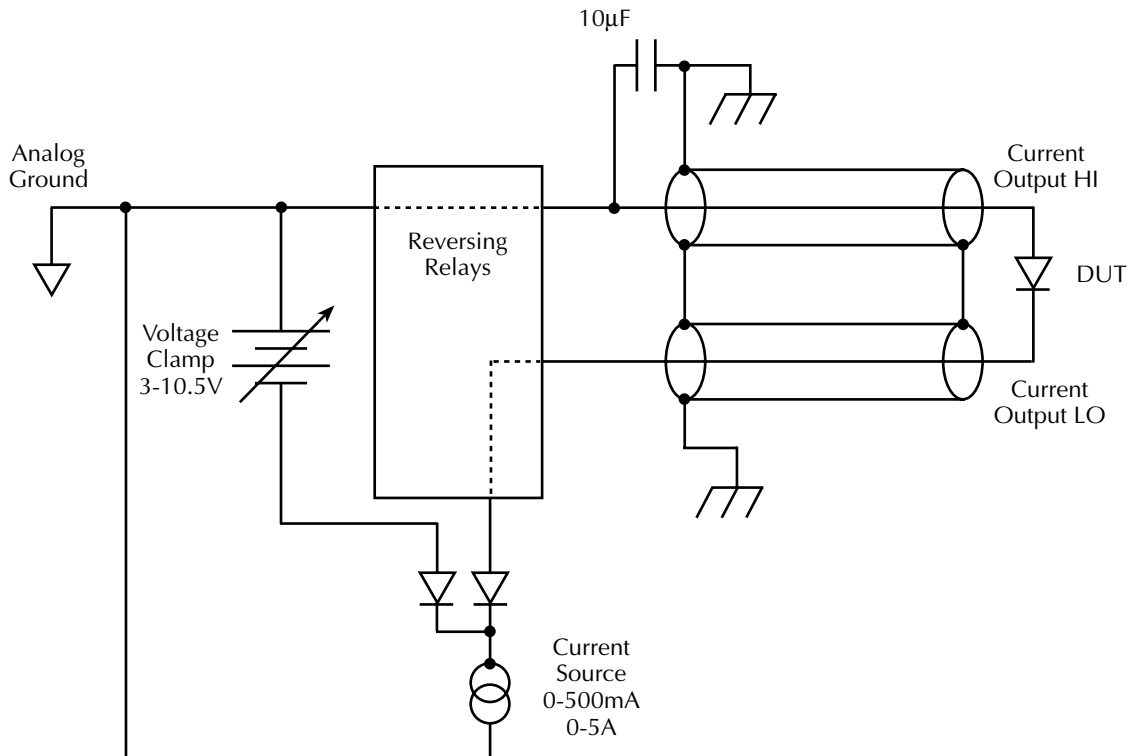 10µF
Analog
Ground
Current
Output HI
Reversing
Relays
DUT
Voltage
Clamp
3-10.5V
Current
Output LO
Current
Source
0-500mA
0-5A